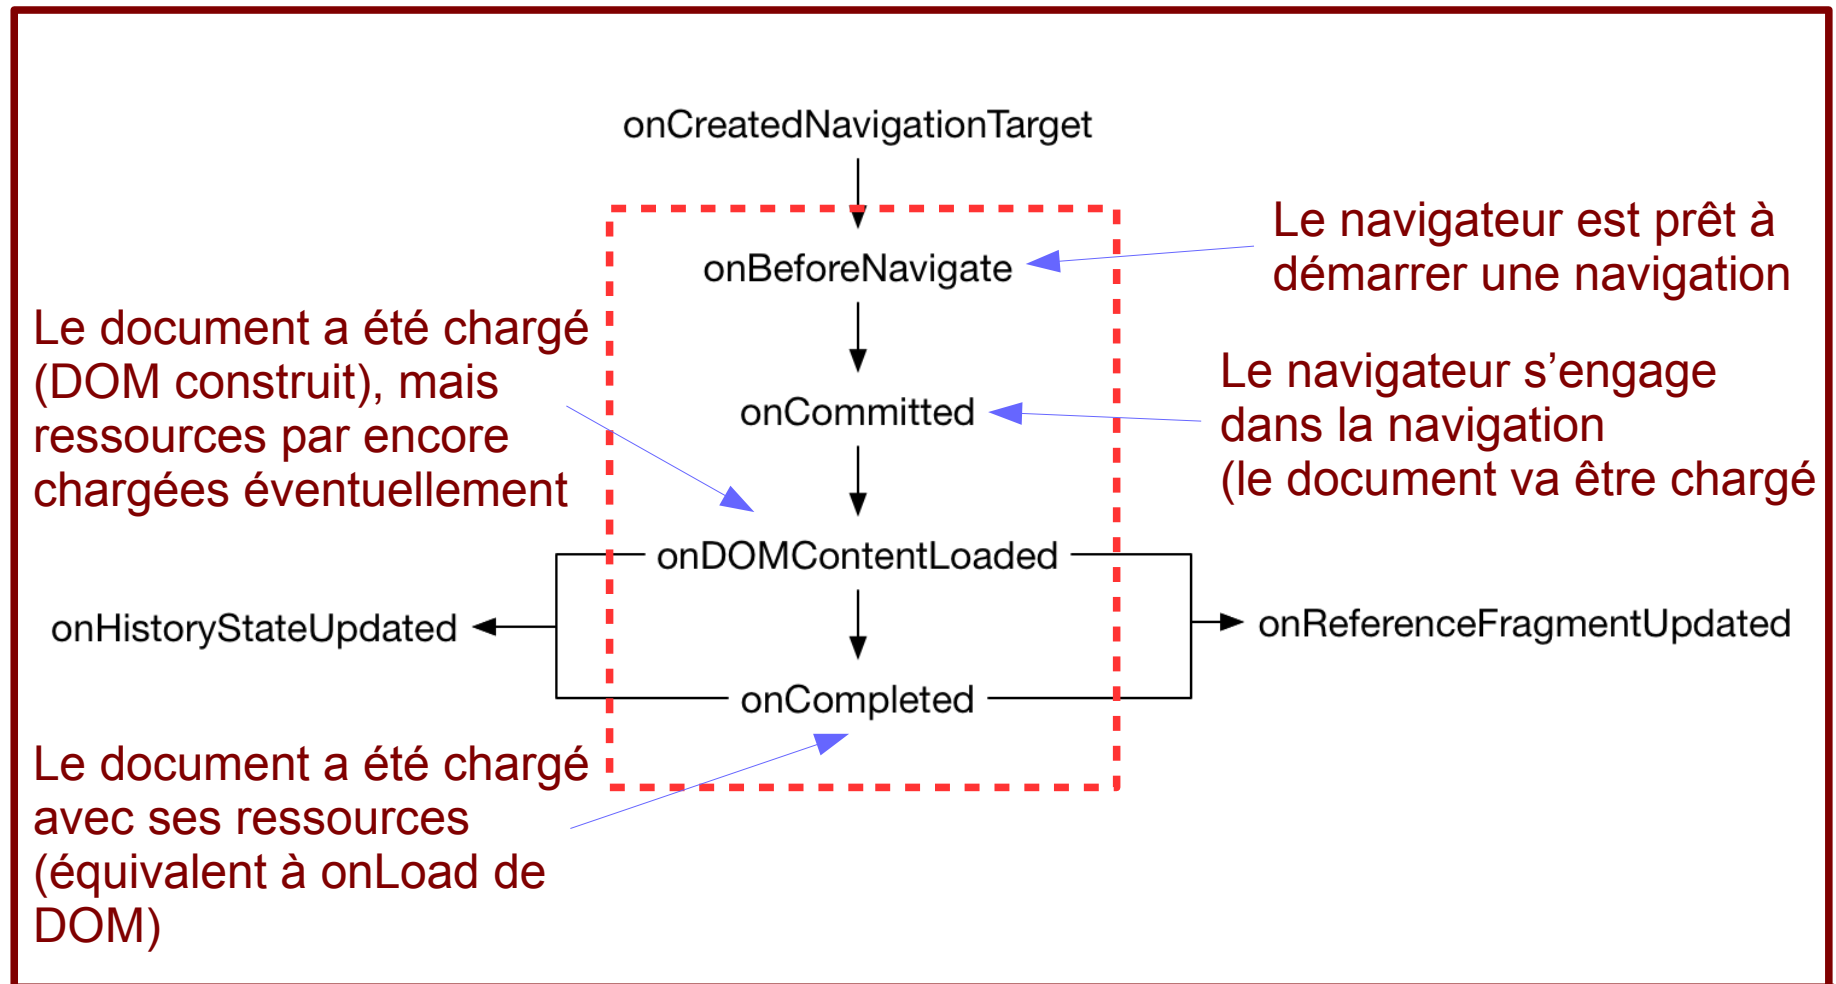 onCreatedNavigationTarget
Le navigateur est prêt à
démarrer une navigation
onBeforeNavigate
Le document a été chargé
(DOM construit), mais
ressources par encore
chargées éventuellement
Le navigateur s’engage
dans la navigation
(le document va être chargé
onCommitted
onDOMContentLoaded
onHistoryStateUpdated
onReferenceFragmentUpdated
onCompleted
Le document a été chargé
avec ses ressources
(équivalent à onLoad de
DOM)